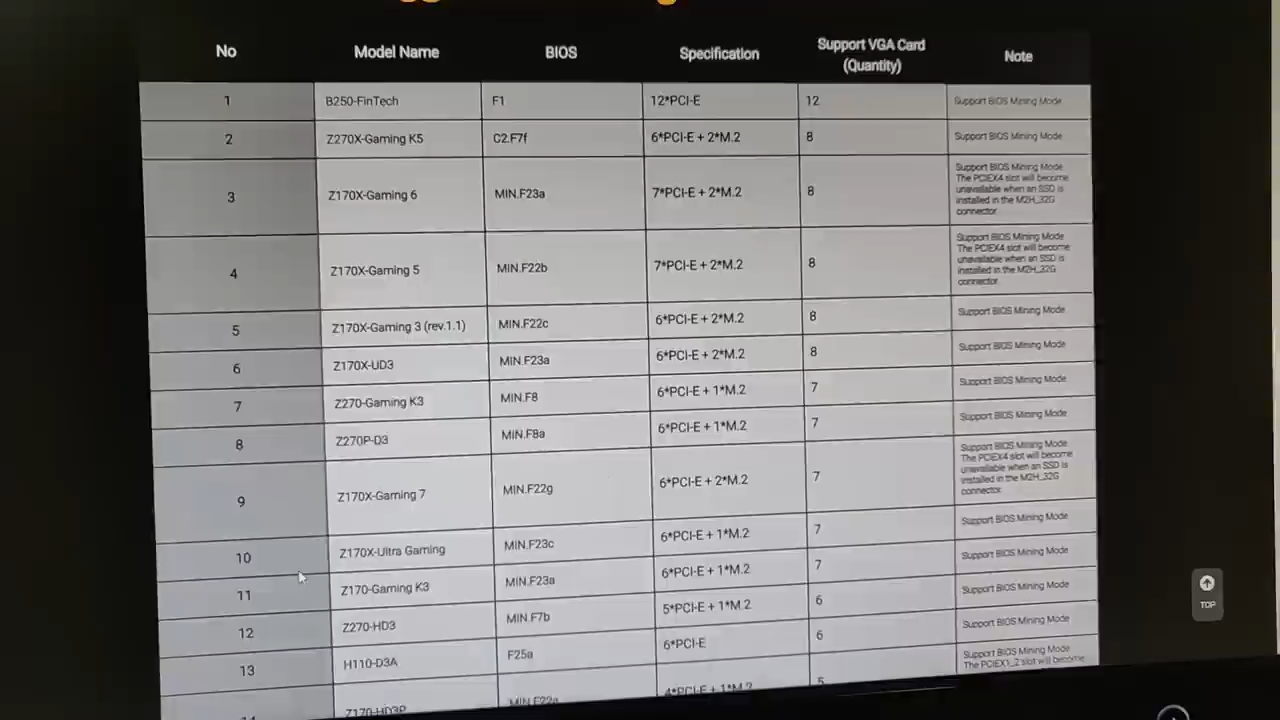 No Model Name BIOS Specification Support VGA Card (Quantity) Note
1 B250-FinTech F1 12*PCI-E 12 Support BIOS Mining Mode
2 Z270X-Gaming K5 C2.F7f 6*PCI-E + 2*M.2 8 Support BIOS Mining Mode
3 Z170X-Gaming 6 MIN.F23a 7*PCI-E + 2*M.2 8 Support BIOS Mining Mode
The PCIEX4 slot will become
unavailable when an SSD is
installed in the M2H_32G
connector.
4 Z170X-Gaming 5 MIN.F22b 7*PCI-E + 2*M.2 8 Support BIOS Mining Mode
The PCIEX4 slot will become
unavailable when an SSD is
installed in the M2H_32G
connector.
5 Z170X-Gaming 3 (rev.1.1) MIN.F22c 6*PCI-E + 2*M.2 8 Support BIOS Mining Mode
6 Z170X-UD3 MIN.F23a 6*PCI-E + 2*M.2 8 Support BIOS Mining Mode
7 Z270-Gaming K3 MIN.F8 6*PCI-E + 1*M.2 7 Support BIOS Mining Mode
8 Z270P-D3 MIN.F8a 6*PCI-E + 1*M.2 7 Support BIOS Mining Mode
9 Z170X-Gaming 7 MIN.F22g 6*PCI-E + 2*M.2 7 Support BIOS Mining Mode
The PCIEX4 slot will become
unavailable when an SSD is
installed in the M2H_32G
connector.
10 Z170X-Ultra Gaming MIN.F23c 6*PCI-E + 1*M.2 7 Support BIOS Mining Mode
11 Z170-Gaming K3 MIN.F23a 6*PCI-E + 1*M.2 7 Support BIOS Mining Mode
12 Z270-HD3 MIN.F7b 5*PCI-E + 1*M.2 6 Support BIOS Mining Mode
13 H110-D3A F25a 6*PCI-E 6 Support BIOS Mining Mode
Z170-HD3P MIN.F22a 4*PCI-E + 1*M.2 5 Support BIOS Mining Mode
The PCIEX1_2 slot will become
TOP